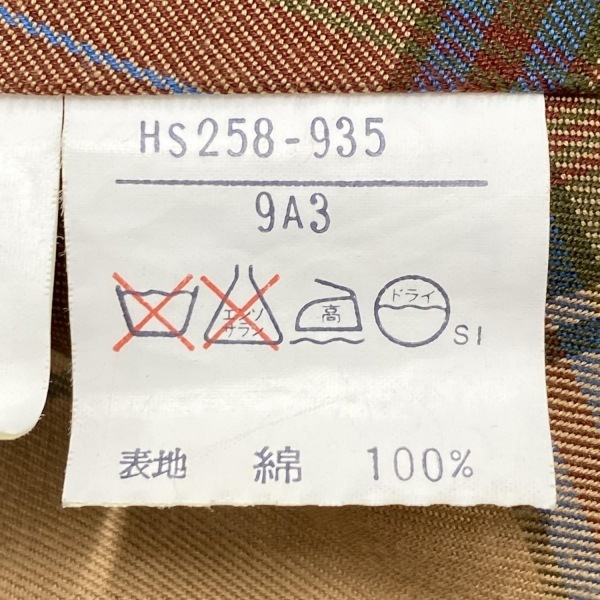 HS258-935
9A3
エンソ
サラシ
高
ドライ
SI
表地 綿 100%